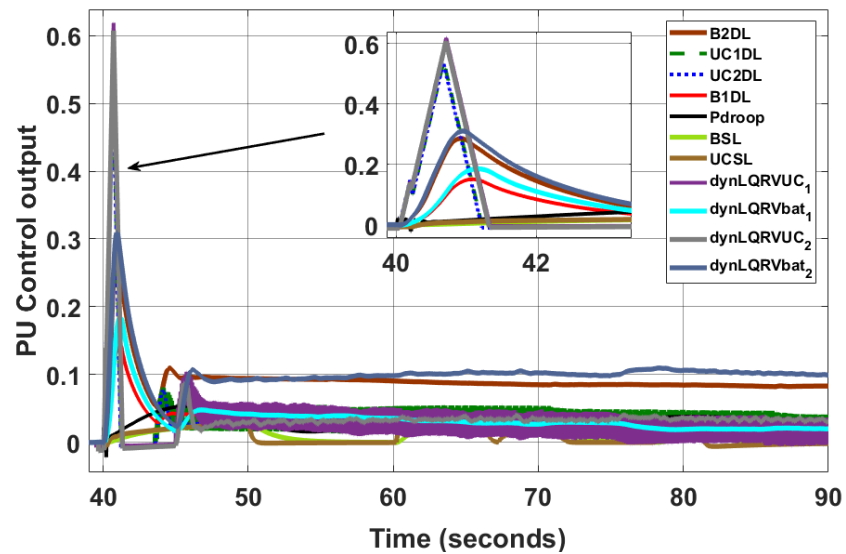 PU Control output
0.6
0.5
0.4
0.3
0.2
0.1
0
40
50
60
70
80
90
Time (seconds)
0.6
0.4
0.2
0
40
42
B2DL
UC1DL
UC2DL
B1DL
Pdroop
BSL
UCSL
dynLQRVUC1
dynLQRVbat1
dynLQRVUC2
dynLQRVbat2